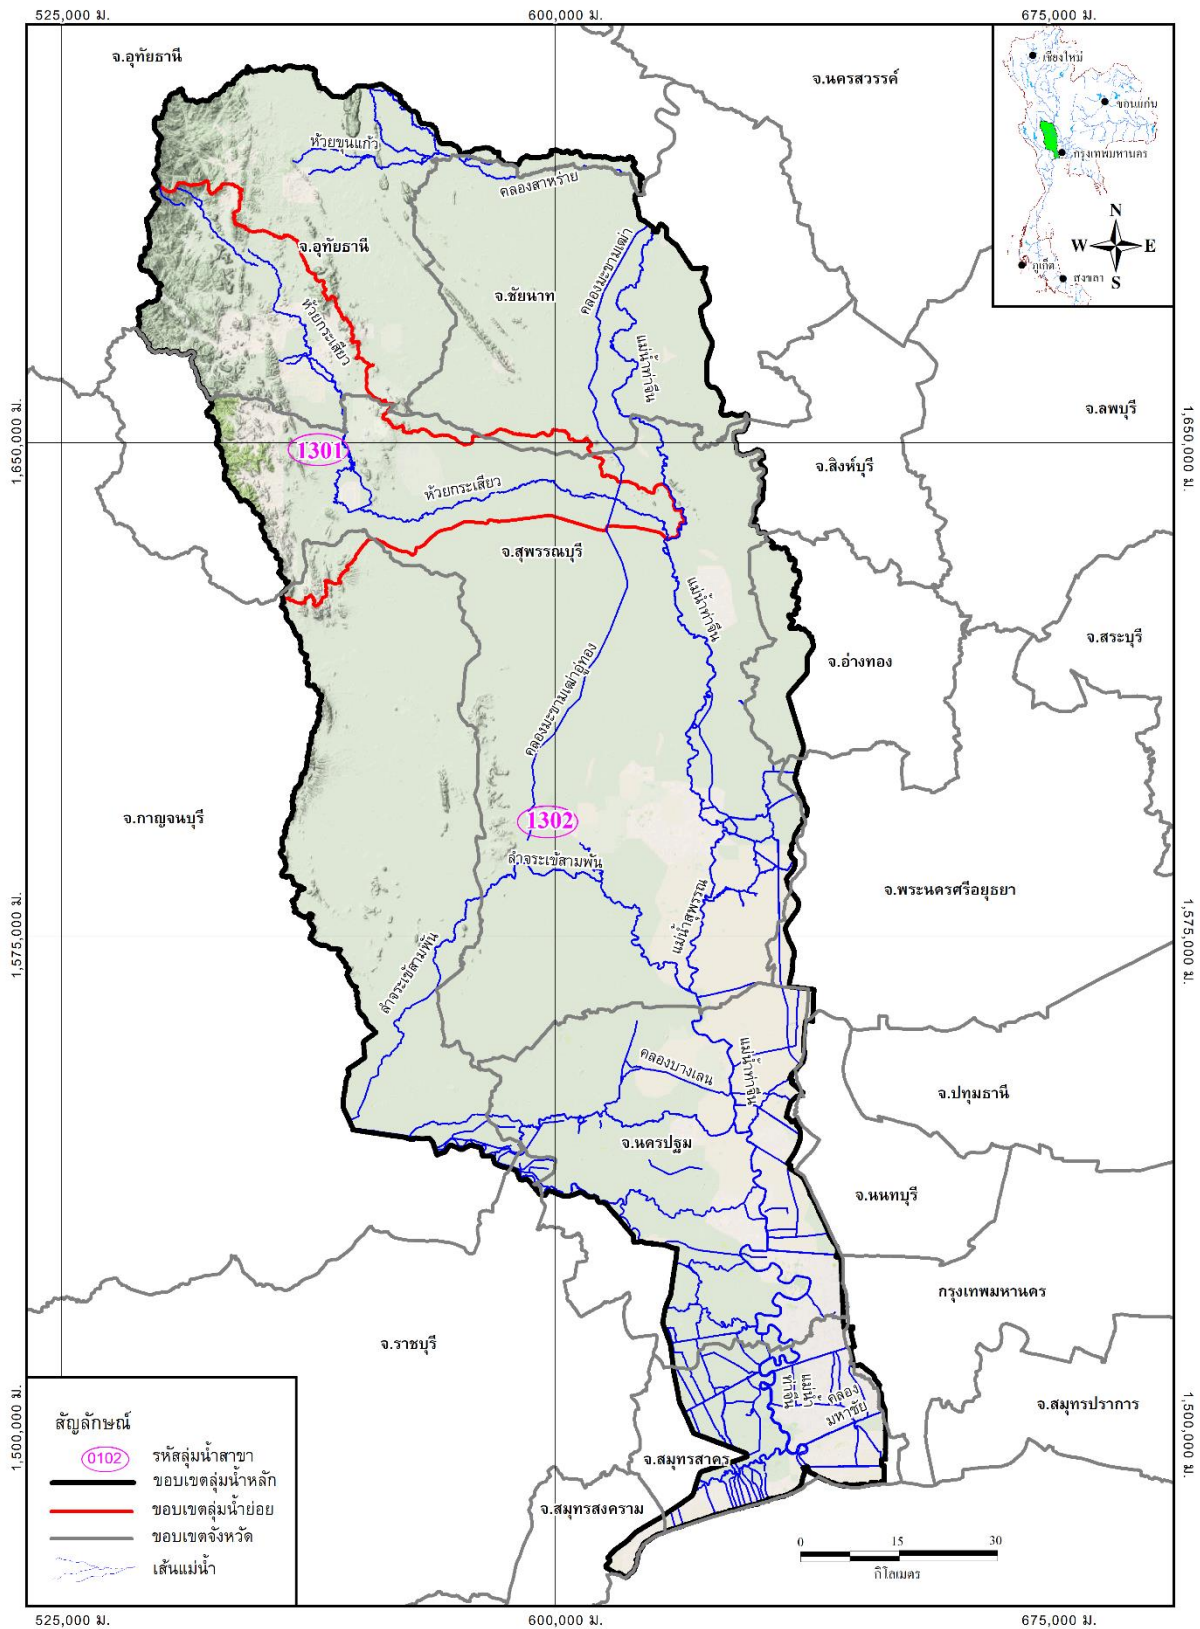 525,000 ม.
600,000 ม.
675,000 ม.
จ.อุทัยธานี
จ.นครสวรรค์
เชียงใหม่
ขอนแก่น
กรุงเทพมหานคร
N
W
E
S
ภูเก็ต
สงขลา
ห้วยขุนแก้ว
คลองสาหร่าย
จ.อุทัยธานี
คลองมะขามเฒ่า
จ.ชัยนาท
ห้วยกระเสียว
แม่น้ำท่าจีน
จ.ลพบุรี
1,650,000 ม.
1,650,000 ม.
1301
จ.สิงห์บุรี
ห้วยกระเสียว
จ.สุพรรณบุรี
แม่น้ำท่าจีน
จ.สระบุรี
จ.อ่างทอง
คลองมะขามเฒ่าอู่ทอง
จ.กาญจนบุรี
1302
ลำจระเข้สามพัน
จ.พระนครศรีอยุธยา
แม่น้ำสุพรรณ
1,575,000 ม.
1,575,000 ม.
ลำจระเข้สามพัน
คลองบางเลน
แม่น้ำท่าจีน
จ.ปทุมธานี
จ.นครปฐม
จ.นนทบุรี
กรุงเทพมหานคร
จ.ราชบุรี
แม่น้ำ
ท่าจีน
คลอง
มหาชัย
จ.สมุทรปราการ
1,500,000 ม.
1,500,000 ม.
จ.สมุทรสาคร
จ.สมุทรสงคราม
สัญลักษณ์
0102
รหัสลุ่มน้ำสาขา
ขอบเขตลุ่มน้ำหลัก
ขอบเขตลุ่มน้ำย่อย
ขอบเขตจังหวัด
เส้นแม่น้ำ
0
15
30
กิโลเมตร
525,000 ม.
600,000 ม.
675,000 ม.